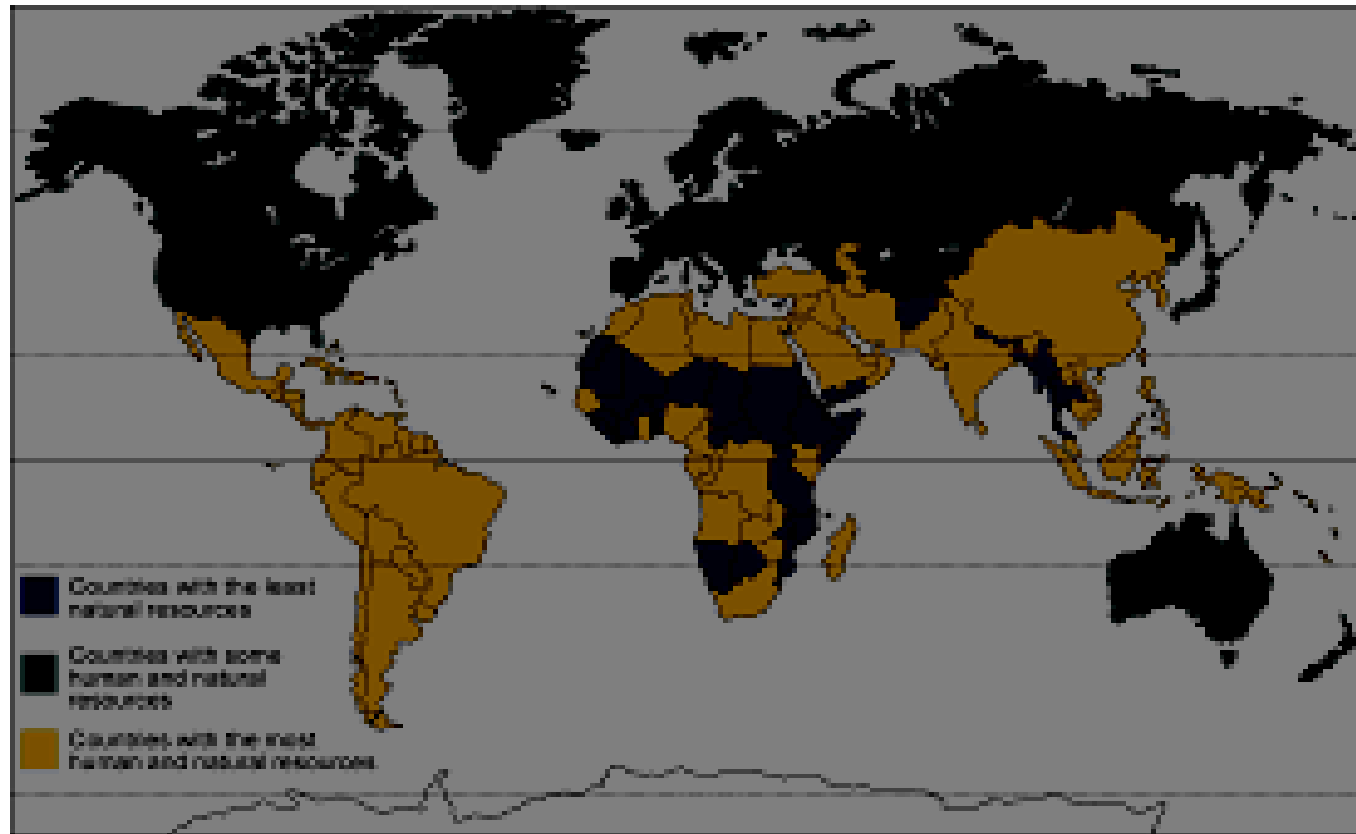 Countries with the least
natural resources
Countries with some
human and natural
resources
Countries with the most
human and natural resources